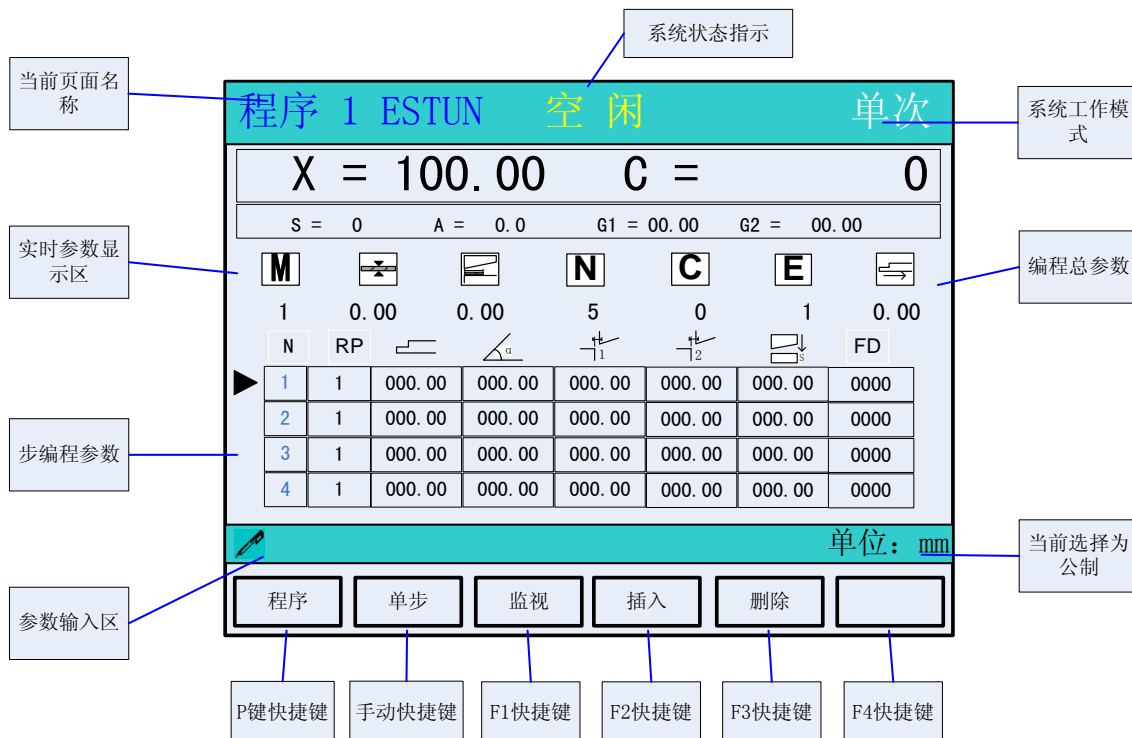 系统状态指示
当前页面名
称
程序 1 ESTUN 空 闲 单次
系统工作模
式
X = 100.00 C = 0
S = 0 A = 0.0 G1 = 00.00 G2 = 00.00
实时参数显
示区
M N C E
编程总参数
1 0.00 0.00 5 0 1 0.00
N RP α 1 2 S FD
1 1 000.00 000.00 000.00 000.00 000.00 0000
2 1 000.00 000.00 000.00 000.00 000.00 0000
步编程参数
3 1 000.00 000.00 000.00 000.00 000.00 0000
4 1 000.00 000.00 000.00 000.00 000.00 0000
单位：mm
当前选择为
公制
参数输入区
程序 单步 监视 插入 删除
P键快捷键 手动快捷键 F1快捷键 F2快捷键 F3快捷键 F4快捷键